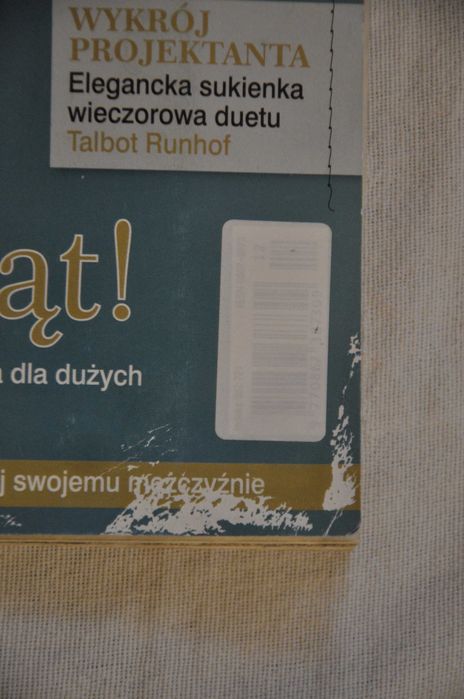 WYKRÓJ
PROJEKTANTA
Elegancka sukienka
wieczorowa duetu
Talbot Runhof
ąt!
a dla dużych
j swojemu mężczyźnie